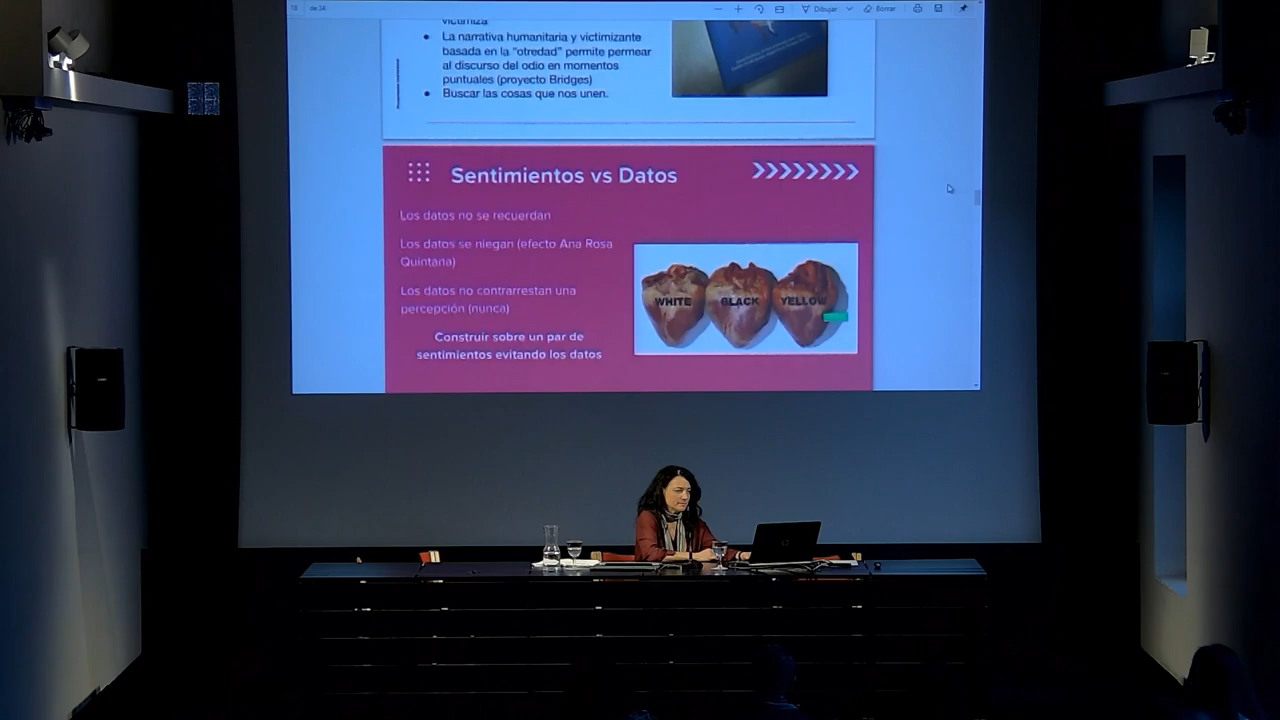 18 de 34
Dibujar
Borrar
victimiza
• La narrativa humanitaria y victimizante
basada en la “otredad” permite permear
al discurso del odio en momentos
puntuales (proyecto Bridges)
• Buscar las cosas que nos unen.
Sentimientos vs Datos
Los datos no se recuerdan
Los datos se niegan (efecto Ana Rosa
Quintana)
Los datos no contrarrestan una
percepción (nunca)
Construir sobre un par de
sentimientos evitando los datos
WHITE
BLACK
YELLOW